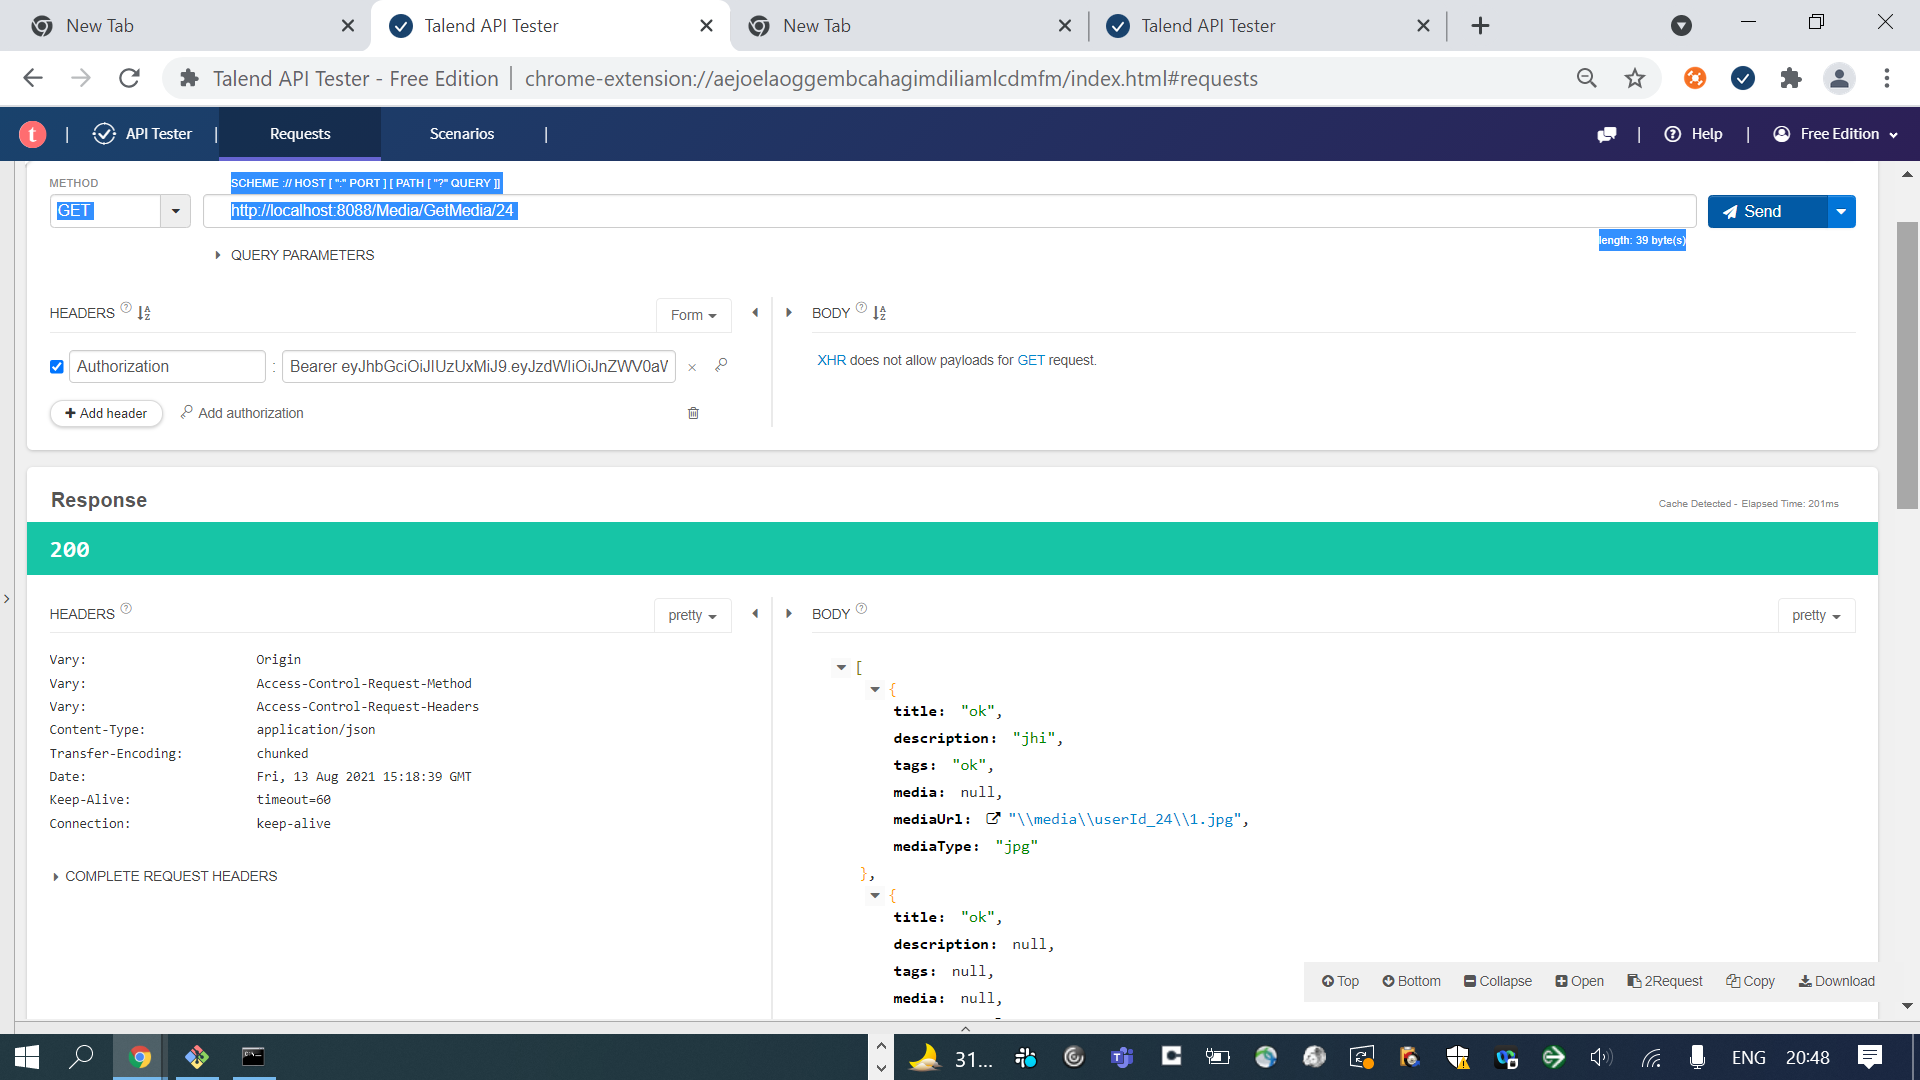 New Tab
Talend API Tester
New Tab
Talend API Tester
Talend API Tester - Free Edition | chrome-extension://aejoelaoggembcahagimdiliamlcdmfm/index.html#requests
t | API Tester | Requests Scenarios | | Help | Free Edition
METHOD SCHEME :// HOST [ ":" PORT ] [ PATH [ "?" QUERY ]]
GET http://localhost:8088/Media/GetMedia/24 Send
length: 39 byte(s)
QUERY PARAMETERS
HEADERS ? Form BODY ?
Authorization : Bearer eyJhbGciOiJIUzUxMiJ9.eyJzdWIiOiJnZWV0aV
XHR does not allow payloads for GET request.
+ Add header Add authorization
Response
Cache Detected - Elapsed Time: 201ms
200
HEADERS ? pretty
Vary: Origin
Vary: Access-Control-Request-Method
Vary: Access-Control-Request-Headers
Content-Type: application/json
Transfer-Encoding: chunked
Date: Fri, 13 Aug 2021 15:18:39 GMT
Keep-Alive: timeout=60
Connection: keep-alive
COMPLETE REQUEST HEADERS
BODY ? pretty
[
{
title: "ok",
description: "jhi",
tags: "ok",
media: null,
mediaUrl: "\\media\\userId_24\\1.jpg",
mediaType: "jpg"
},
{
title: "ok",
description: null,
tags: null,
media: null,
Top Bottom Collapse Open 2Request Copy Download
31... ENG 20:48